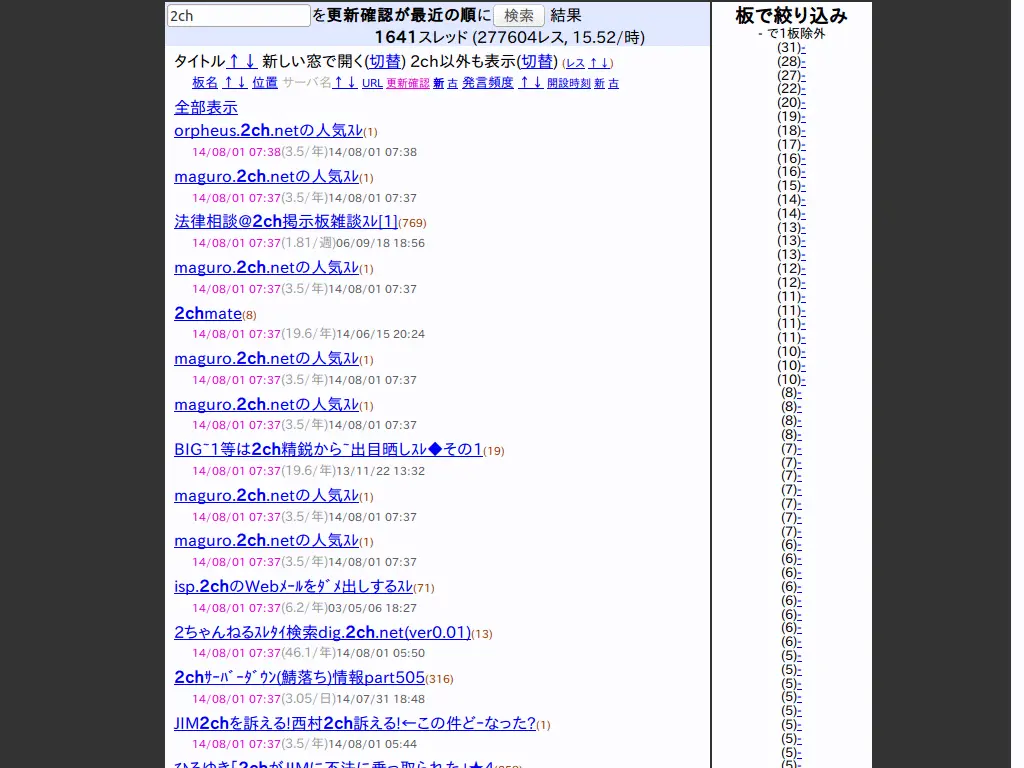 2chを更新確認が最近の順に 検索 結果
1641スレッド (277604レス, 15.52/時)
タイトル↑↓ 新しい窓で開く(切替) 2ch以外も表示(切替) (レス ↑↓)
板名 ↑↓ 位置 サーバ名↑↓ URL 更新確認 新 古 発言頻度 ↑↓ 開設時刻 新 古
全部表示
orpheus.2ch.netの人気ｽﾚ(1)
14/08/01 07:38(3.5/年)14/08/01 07:38
maguro.2ch.netの人気ｽﾚ(1)
14/08/01 07:37(3.5/年)14/08/01 07:37
法律相談@2ch掲示板雑談ｽﾚ[1](769)
14/08/01 07:37(1.81/週)06/09/18 18:56
maguro.2ch.netの人気ｽﾚ(1)
14/08/01 07:37(3.5/年)14/08/01 07:37
2chmate(8)
14/08/01 07:37(19.6/年)14/06/15 20:24
maguro.2ch.netの人気ｽﾚ(1)
14/08/01 07:37(3.5/年)14/08/01 07:37
maguro.2ch.netの人気ｽﾚ(1)
14/08/01 07:37(3.5/年)14/08/01 07:37
BIG~1等は2ch精鋭から~出目晒しｽﾚ◆その1(19)
14/08/01 07:37(19.6/年)13/11/22 13:32
maguro.2ch.netの人気ｽﾚ(1)
14/08/01 07:37(3.5/年)14/08/01 07:37
maguro.2ch.netの人気ｽﾚ(1)
14/08/01 07:37(3.5/年)14/08/01 07:37
isp.2chのWebﾒｰﾙをﾀﾞﾒ出しするｽﾚ(71)
14/08/01 07:37(6.2/年)03/05/06 18:27
2ちゃんねるｽﾚﾀｲ検索dig.2ch.net(ver0.01)(13)
14/08/01 07:37(46.1/年)14/08/01 05:50
2chｻｰﾊﾞｰﾀﾞｳﾝ(鯖落ち)情報part505(316)
14/08/01 07:37(3.05/日)14/07/31 18:48
JIM2chを訴える!西村2ch訴える!←この件どーなった?(1)
14/08/01 07:37(3.5/年)14/08/01 05:44
ひろゆき｢2chがJIMに不法に乗っ取られた｣★4
板で絞り込み
- で1板除外
(31)-
(28)-
(27)-
(22)-
(20)-
(19)-
(18)-
(17)-
(16)-
(16)-
(15)-
(14)-
(14)-
(13)-
(13)-
(13)-
(12)-
(12)-
(11)-
(11)-
(11)-
(11)-
(10)-
(10)-
(10)-
(8)-
(8)-
(8)-
(8)-
(7)-
(7)-
(7)-
(7)-
(7)-
(7)-
(7)-
(6)-
(6)-
(6)-
(6)-
(6)-
(6)-
(6)-
(6)-
(5)-
(5)-
(5)-
(5)-
(5)-
(5)-
(5)-
(5)-
(5)-